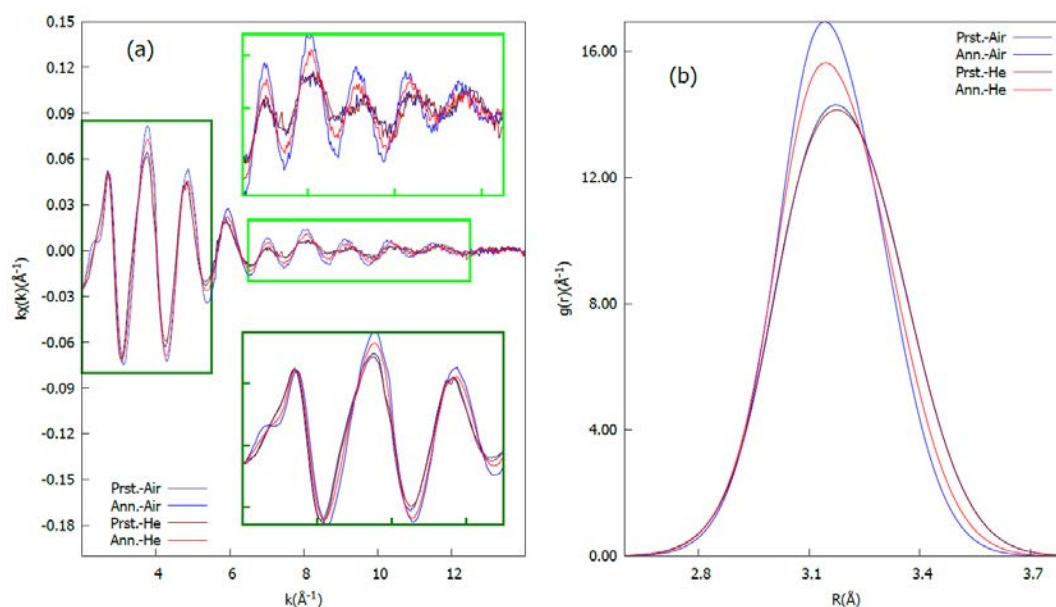 (a)
0.15
0.12
0.09
0.06
0.03
0.00
-0.03
-0.06
-0.09
-0.12
-0.15
-0.18
kχ(k)(Å⁻¹)
Prst.-Air
Ann.-Air
Prst.-He
Ann.-He
4
6
8
10
12
k(Å⁻¹)
(b)
16.00
12.00
8.00
4.00
0.00
g(r)(Å⁻¹)
Prst.-Air
Ann.-Air
Prst.-He
Ann.-He
2.8
3.1
3.4
3.7
R(Å)